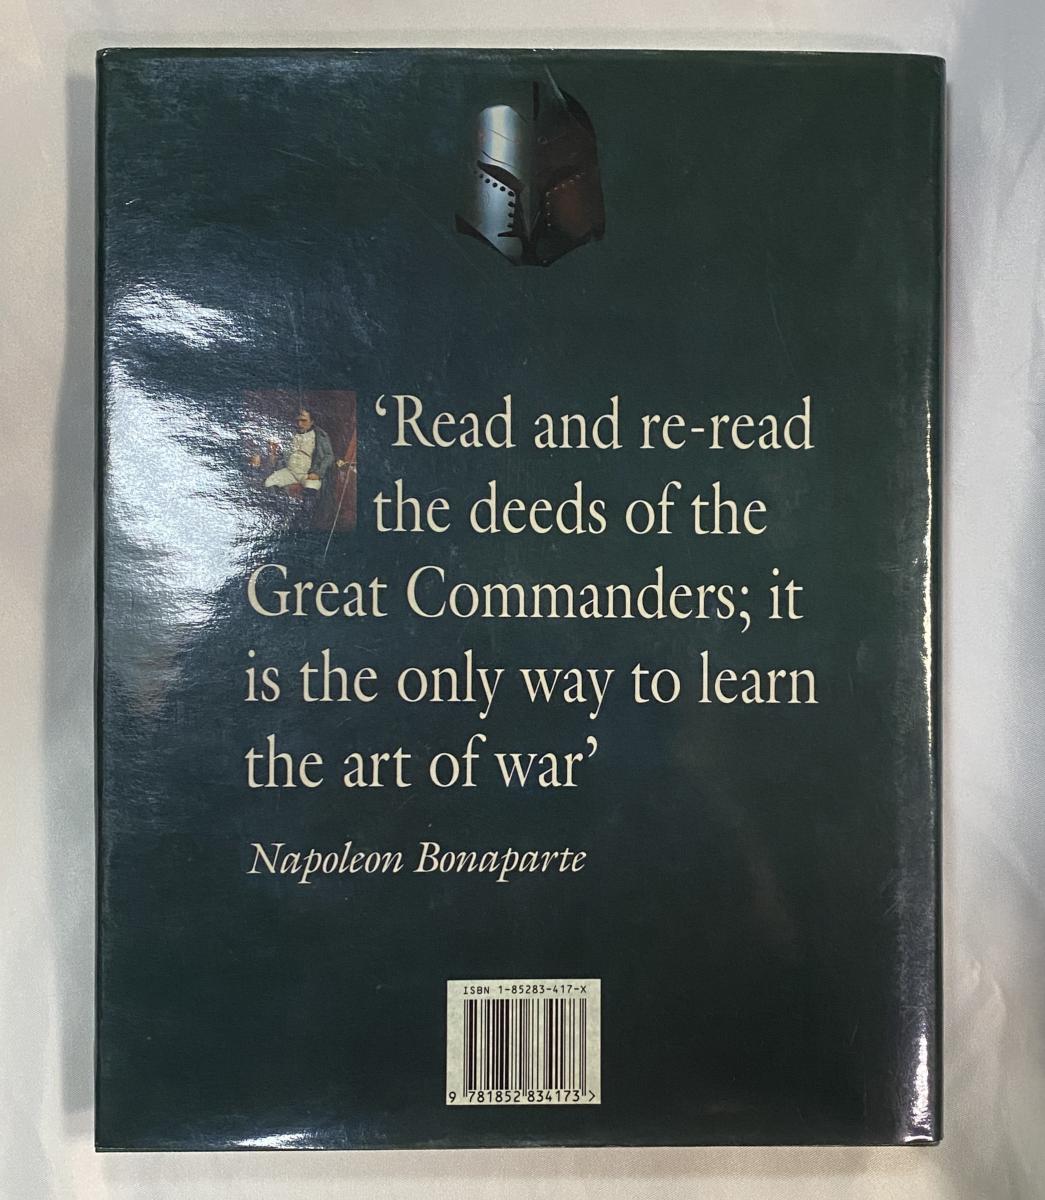 ‘Read and re-read
the deeds of the
Great Commanders; it
is the only way to learn
the art of war’
Napoleon Bonaparte
ISBN 1-85283-417-X
9 781852 834173 >